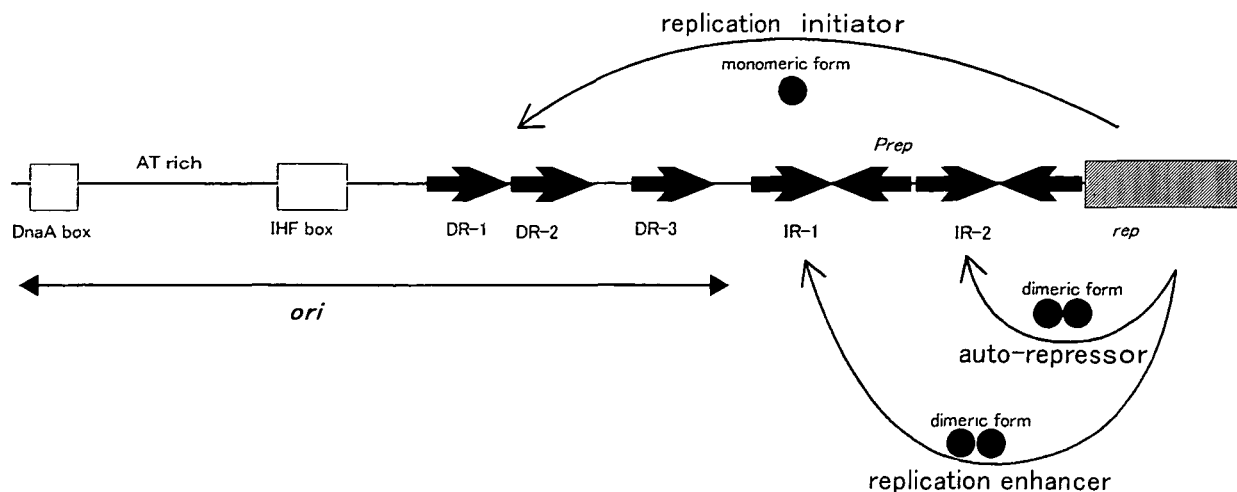 replication initiator
monomeric form
Prep
AT rich
DnaA box
IHF box
DR-1
DR-2
DR-3
IR-1
IR-2
rep
ori
dimeric form
auto-repressor
dimeric form
replication enhancer